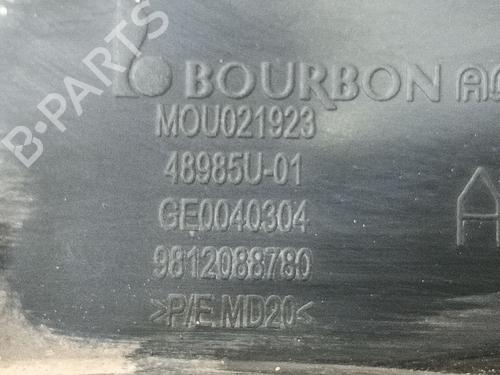 BOURBON
MOU021923
48985U-01
GE0040304
9812088780
>P/E.MD20<
B-PARTS